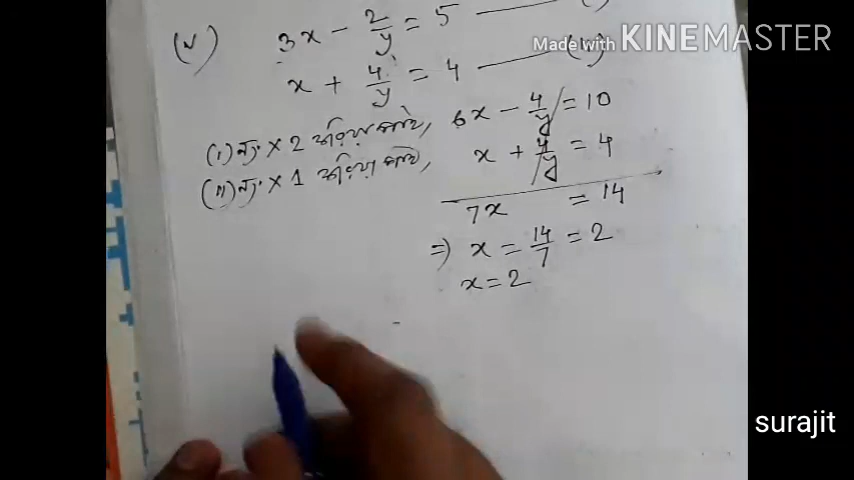 (v) 3x - 2/y = 5 —— (i)
x + 4/y = 4 —— (ii)
(i) নং × 2 করিয়া পাই, 6x - 4/y = 10
(ii) নং × 1 করিয়া পাই, x + 4/y = 4
7x = 14
⇒ x = 14/7 = 2
x = 2
Made with KINEMASTER
surajit